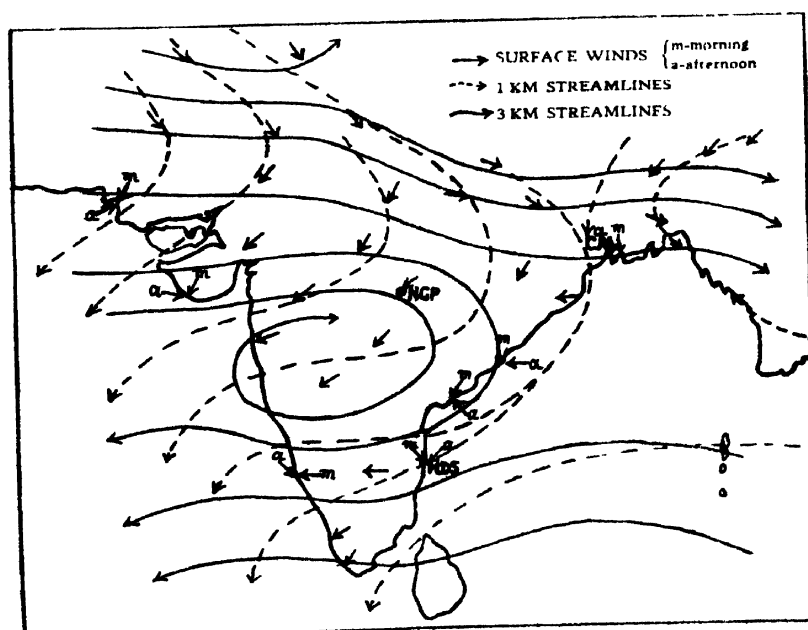 SURFACE WINDS { m-morning
a-afternoon
1 KM STREAMLINES
3 KM STREAMLINES
m
a
m
a
a m
NGP
m
a
m
a
m a
MDS
a
m